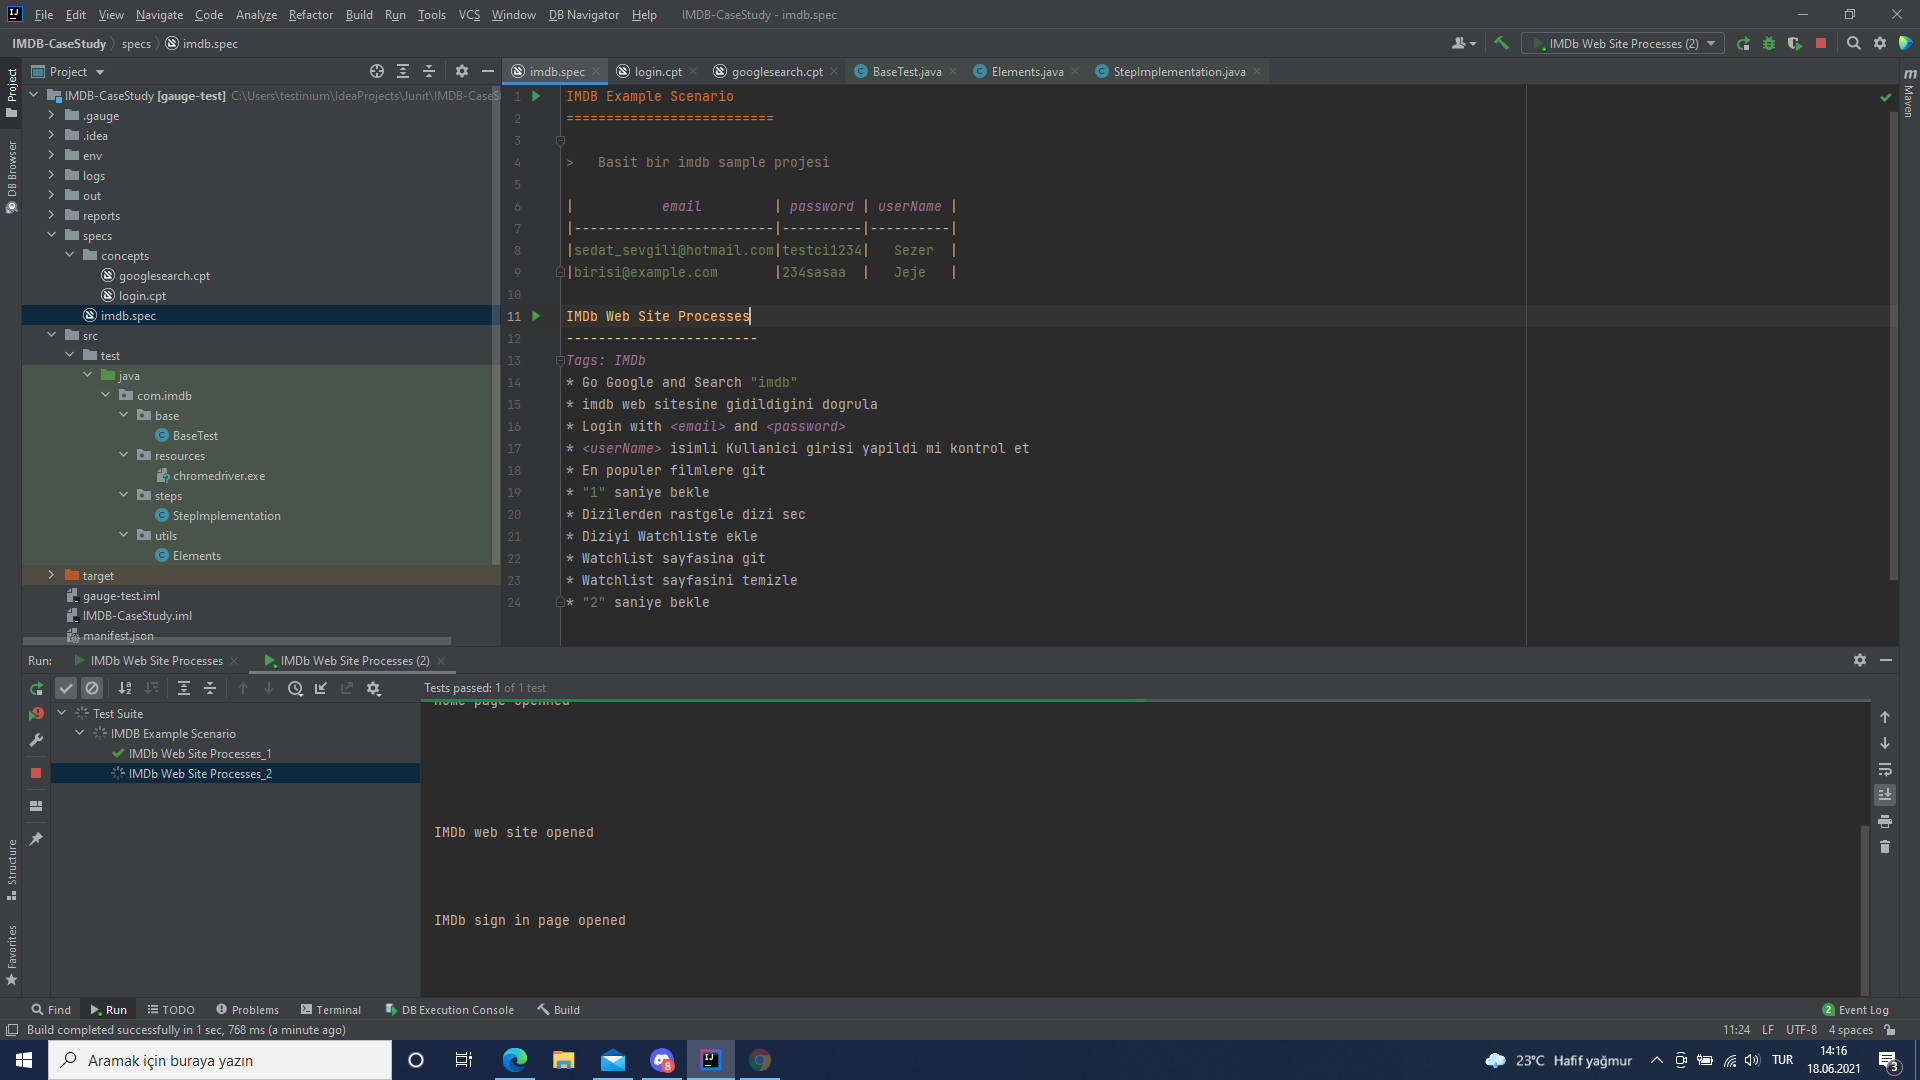 File Edit View Navigate Code Analyze Refactor Build Run Tools VCS Window DB Navigator Help IMDB-CaseStudy - imdb.spec
IMDB-CaseStudy specs imdb.spec
IMDb Web Site Processes (2)
Project
imdb.spec login.cpt googlesearch.cpt BaseTest.java Elements.java StepImplementation.java
Project
DB Browser
Structure
Favorites
Maven
IMDB-CaseStudy [gauge-test] C:\Users\testinium\IdeaProjects\Junit\IMDB-CaseS
.gauge
.idea
env
logs
out
reports
specs
concepts
googlesearch.cpt
login.cpt
imdb.spec
src
test
java
com.imdb
base
BaseTest
resources
chromedriver.exe
steps
StepImplementation
utils
Elements
target
gauge-test.iml
IMDB-CaseStudy.iml
manifest.json
1 IMDB Example Scenario
2 ==========================
3
4 > Basit bir imdb sample projesi
5
6 | email | password | userName |
7 |-------------------------|----------|----------|
8 |sedat_sevgili@hotmail.com|testci1234| Sezer |
9 |birisi@example.com |234sasaa | Jeje |
10
11 IMDb Web Site Processes
12 ------------------------
13 Tags: IMDb
14 * Go Google and Search "imdb"
15 * imdb web sitesine gidildigini dogrula
16 * Login with <email> and <password>
17 * <userName> isimli Kullanici girisi yapildi mi kontrol et
18 * En populer filmlere git
19 * "1" saniye bekle
20 * Dizilerden rastgele dizi sec
21 * Diziyi Watchliste ekle
22 * Watchlist sayfasina git
23 * Watchlist sayfasini temizle
24 * "2" saniye bekle
Run: IMDb Web Site Processes IMDb Web Site Processes (2)
Tests passed: 1 of 1 test
Test Suite
IMDB Example Scenario
IMDb Web Site Processes_1
IMDb Web Site Processes_2
Home page openned
IMDb web site opened
IMDb sign in page opened
Find Run TODO Problems Terminal DB Execution Console Build 2 Event Log
Build completed successfully in 1 sec, 768 ms (a minute ago) 11:24 LF UTF-8 4 spaces
Aramak için buraya yazın
8
23°C Hafif yağmur TUR 14:16
18.06.2021
3